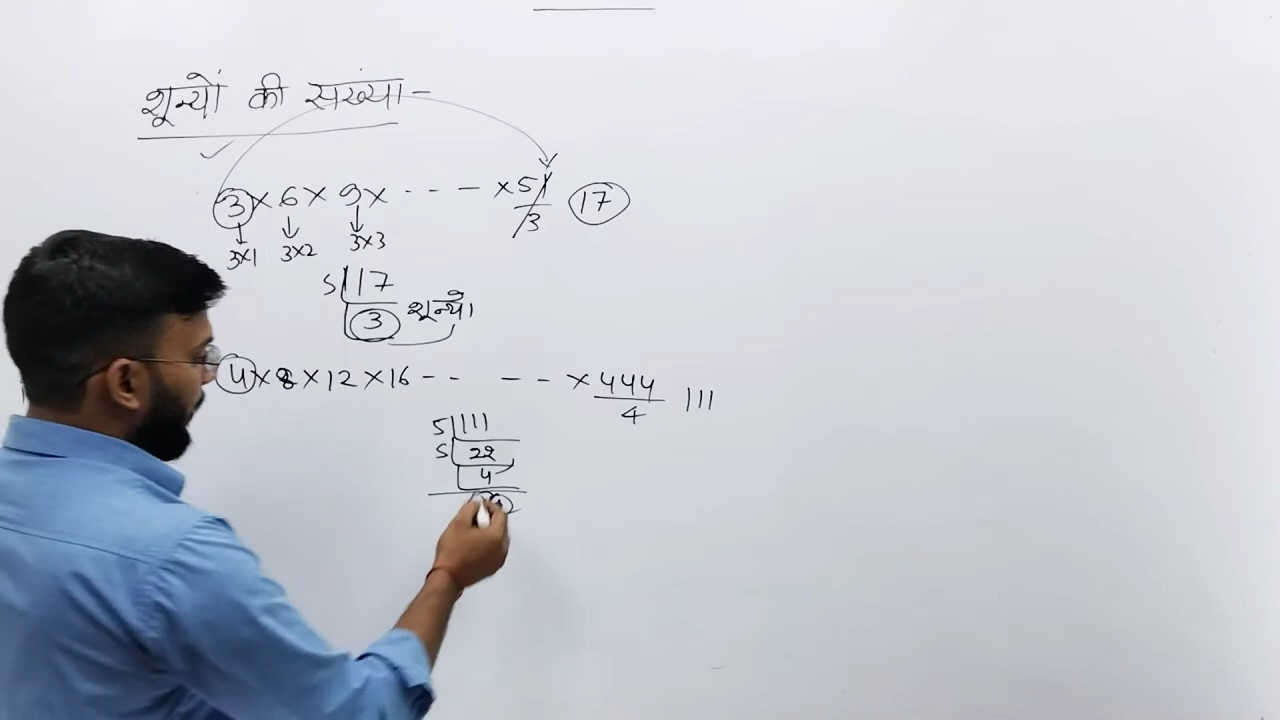 शून्यों की संख्या-
3 × 6 × 9 × - - - - × 51/3 17
3×1 3×2 3×3
5 | 17
3 शून्ये
4 × 8 × 12 × 16 - - - - × 444/4 111
5 | 111
5 | 22
4